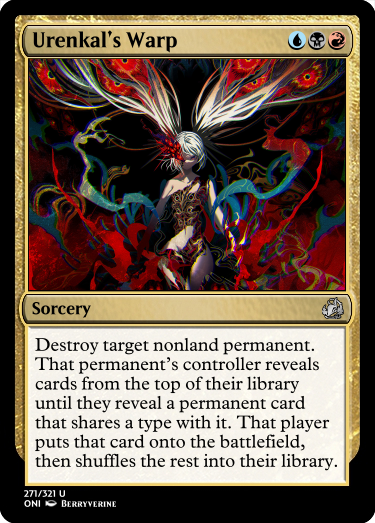 Urenkal's Warp
Sorcery
Destroy target nonland permanent.
That permanent's controller reveals
cards from the top of their library
until they reveal a permanent card
that shares a type with it. That player
puts that card onto the battlefield,
then shuffles the rest into their library.
271/321 U
ONI Berryverine